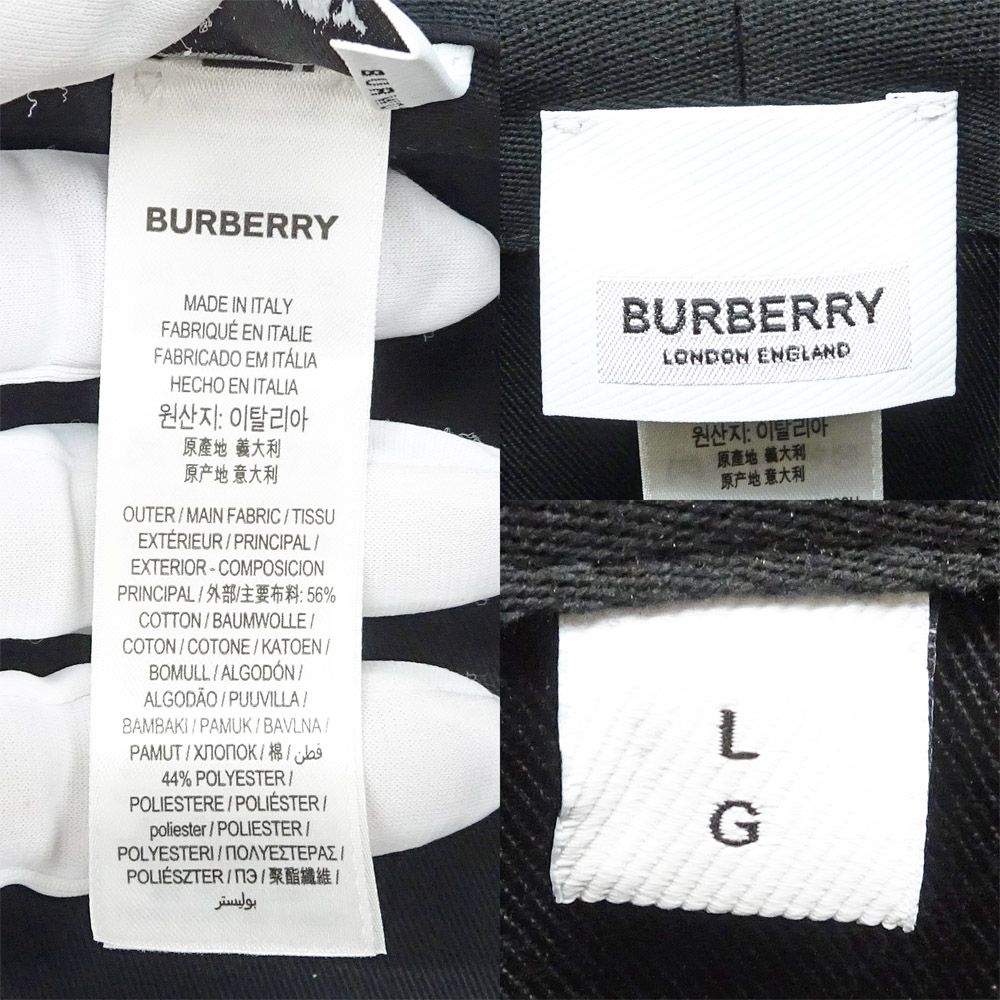 BURBERRY
MADE IN ITALY
FABRIQUÉ EN ITALIE
FABRICADO EM ITÁLIA
HECHO EN ITALIA
원산지: 이탈리아
原產地 義大利
原产地 意大利
OUTER / MAIN FABRIC / TISSU
EXTÉRIEUR / PRINCIPAL /
EXTERIOR - COMPOSICION
PRINCIPAL / 外部/主要布料: 56%
COTTON / BAUMWOLLE /
COTON / COTONE / KATOEN /
BOMULL / ALGODÓN /
ALGODÃO / PUUVILLA /
BAMBAKI / PAMUK / BAVLNA /
PAMUT / ХЛОПОК / 棉 / قطن
44% POLYESTER /
POLIESTERE / POLIÉSTER /
poliester / POLIESTER /
POLYESTERI / ΠΟΛΥΕΣΤΕΡΑΣ /
POLIÉSZTER / ПЭ / 聚酯纖維 /
بوليستر
BURBERRY
LONDON ENGLAND
원산지: 이탈리아
原產地 義大利
原产地 意大利
L
G